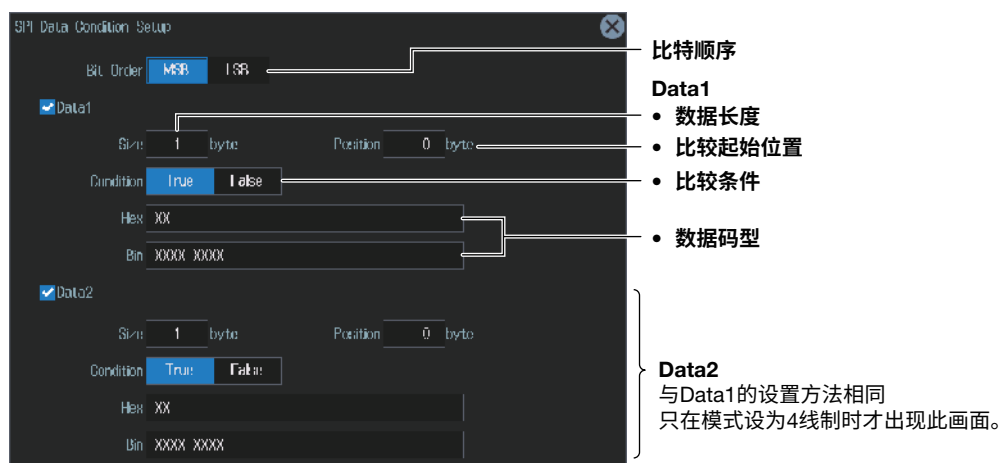 SPI Data Condition Setup
比特顺序
Bit Order MSB LSB
Data1
Data1
• 数据长度
Size 1 byte Position 0 byte
• 比较起始位置
Condition True False
• 比较条件
Hex XX
• 数据码型
Bin XXXX XXXX
Data2
Size 1 byte Position 0 byte
Condition True False
Data2
与Data1的设置方法相同
Hex XX
只在模式设为4线制时才出现此画面。
Bin XXXX XXXX